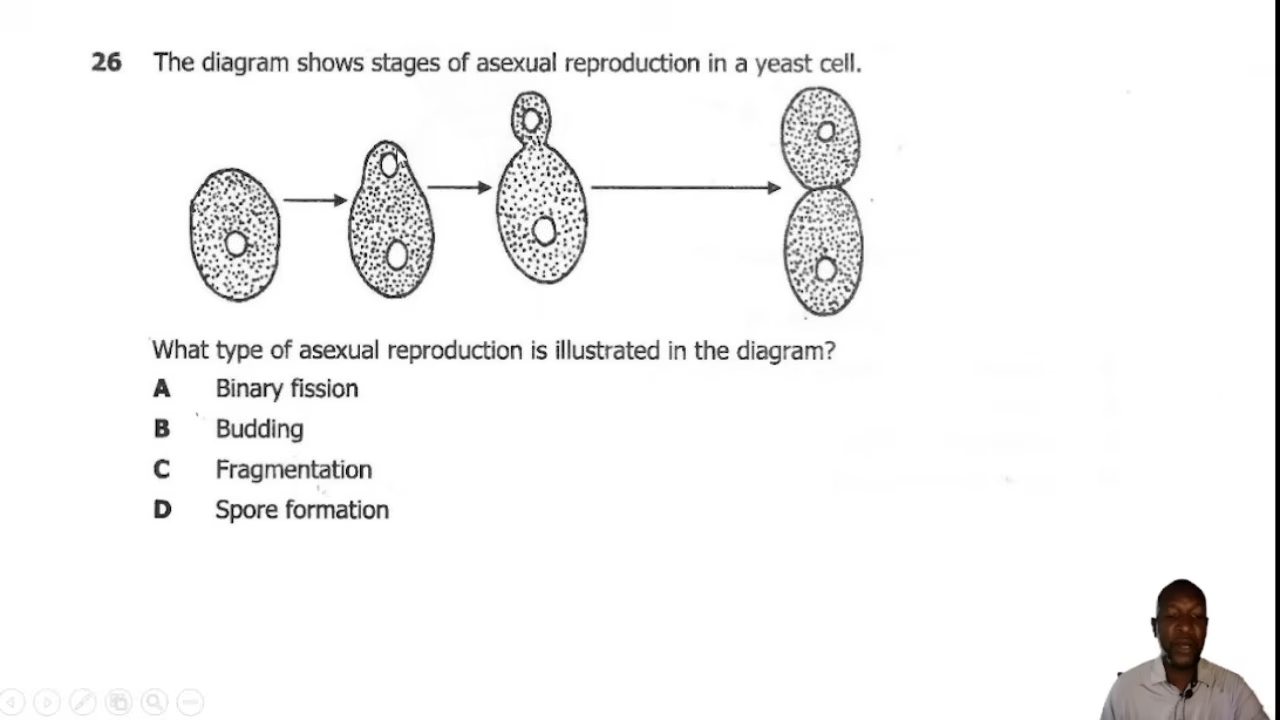 26 The diagram shows stages of asexual reproduction in a yeast cell.
What type of asexual reproduction is illustrated in the diagram?
A Binary fission
B Budding
C Fragmentation
D Spore formation